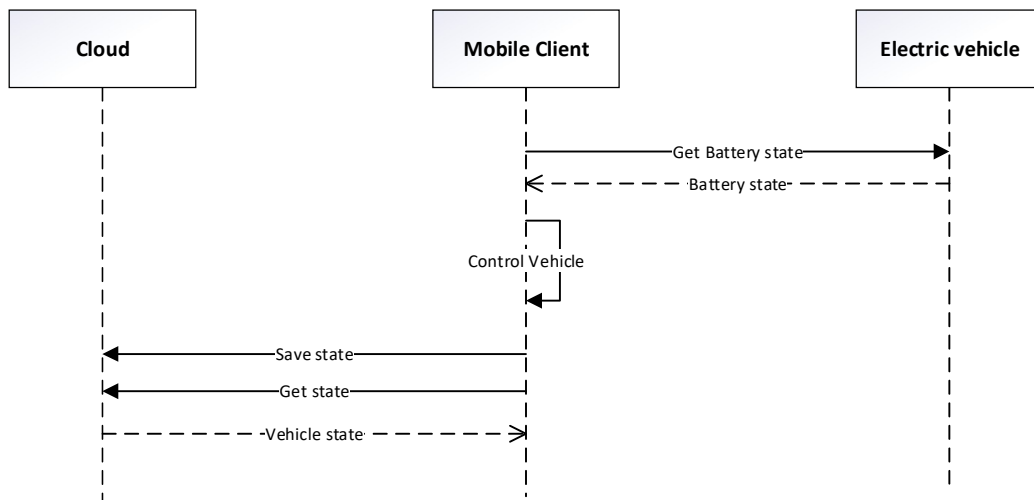 Cloud
Mobile Client
Electric vehicle
Get Battery state
Battery state
Control Vehicle
Save state
Get state
Vehicle state